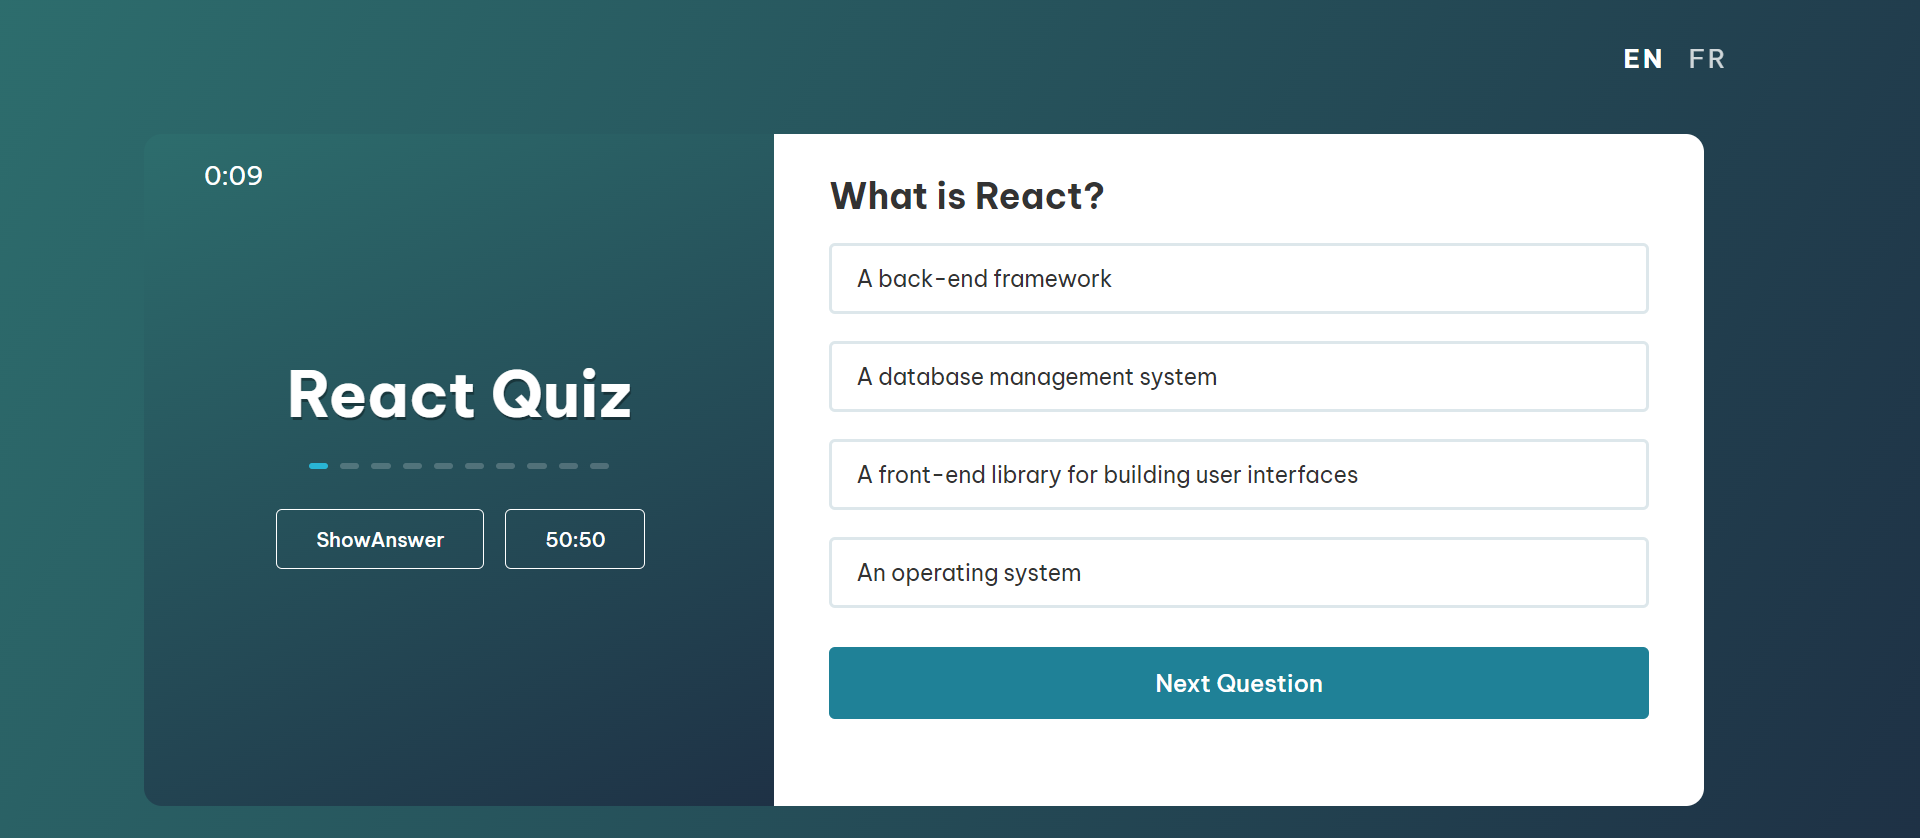 EN FR
0:09
React Quiz
ShowAnswer
50:50
What is React?
A back-end framework
A database management system
A front-end library for building user interfaces
An operating system
Next Question